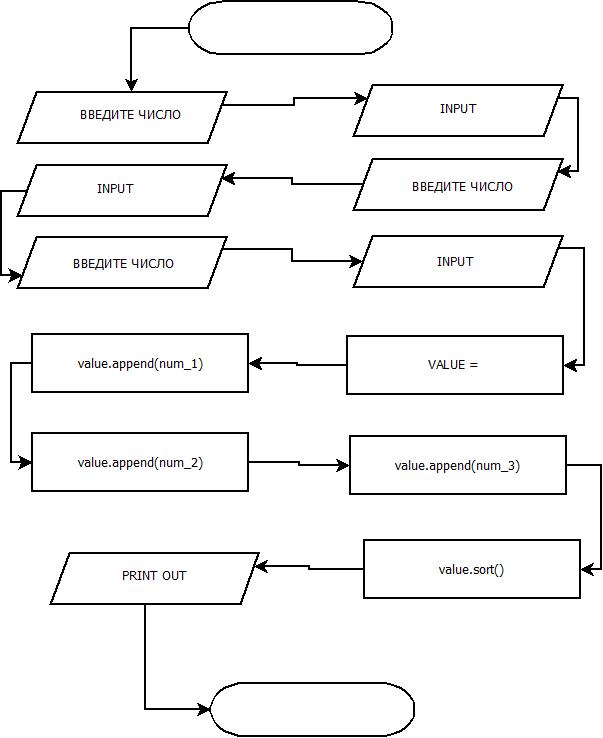 ВВЕДИТЕ ЧИСЛО
INPUT
ВВЕДИТЕ ЧИСЛО
INPUT
ВВЕДИТЕ ЧИСЛО
INPUT
VALUE =
value.append(num_1)
value.append(num_2)
value.append(num_3)
value.sort()
PRINT OUT